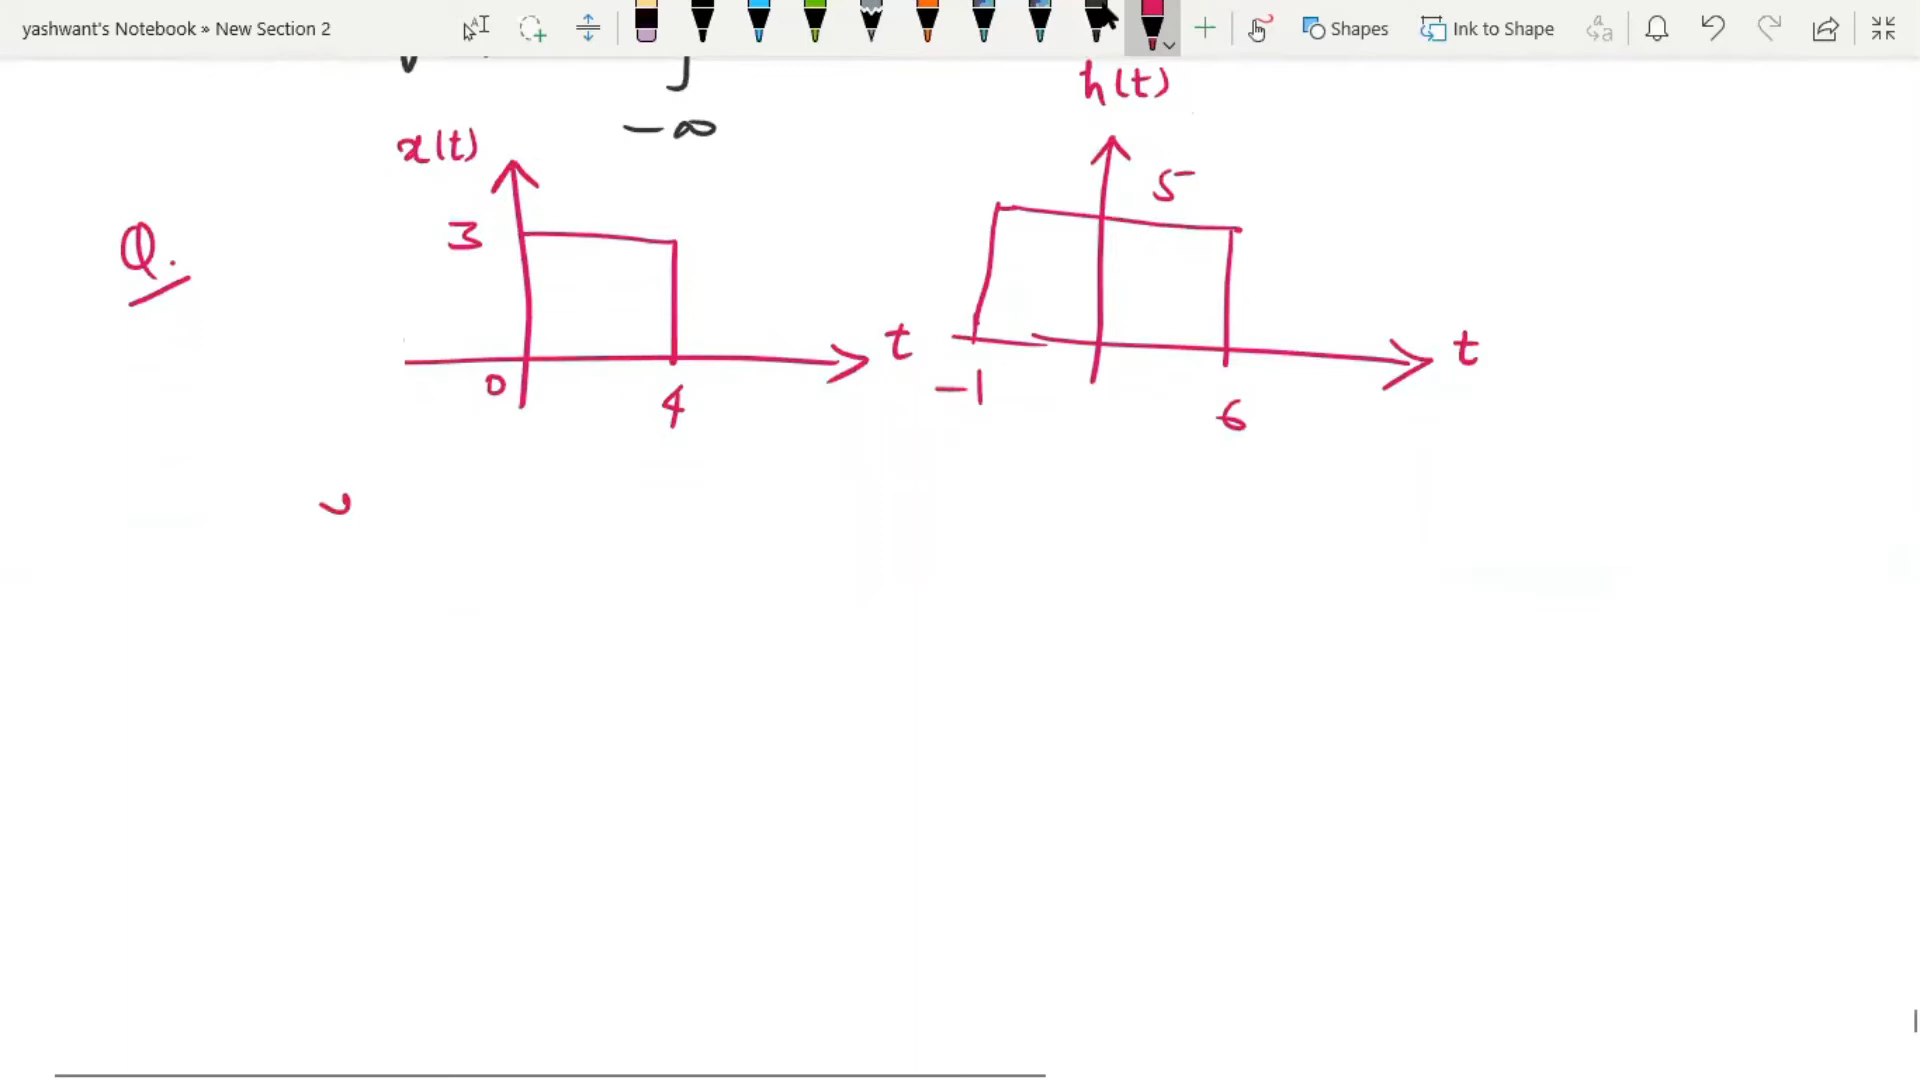 yashwant's Notebook » New Section 2
Shapes
Ink to Shape
h(t)
−∞
x(t)
5
3
Q.
t
t
0
4
−1
6